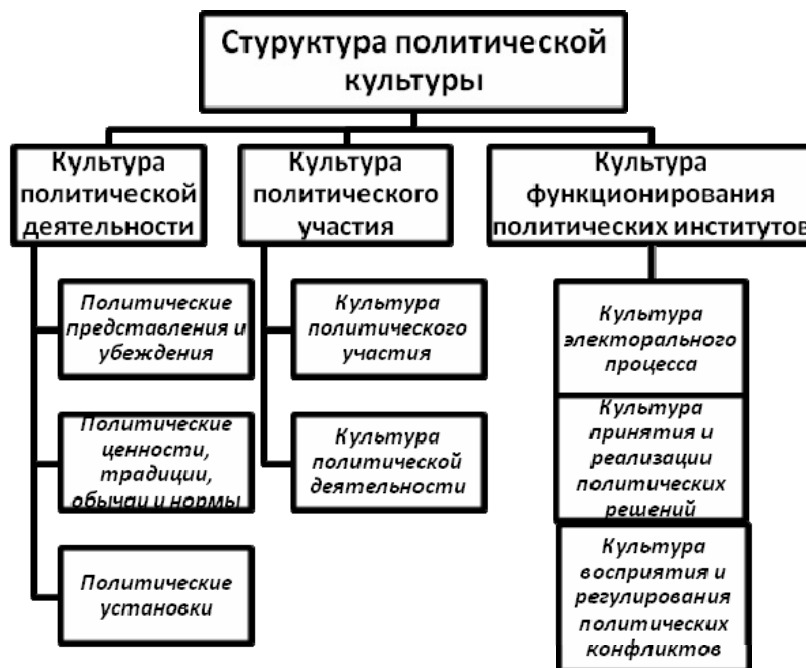 Стуруктура политической
культуры
Культура
политической
деятельности
Культура
политического
участия
Культура
функционирования
политических институтов
Политические
представления и
убеждения
Политические
ценности,
традиции,
обычаи и нормы
Политические
установки
Культура
политического
участия
Культура
политической
деятельности
Культура
электорального
процесса
Культура
принятия и
реализации
политических
решений
Культура
восприятия и
регулирования
политических
конфликтов